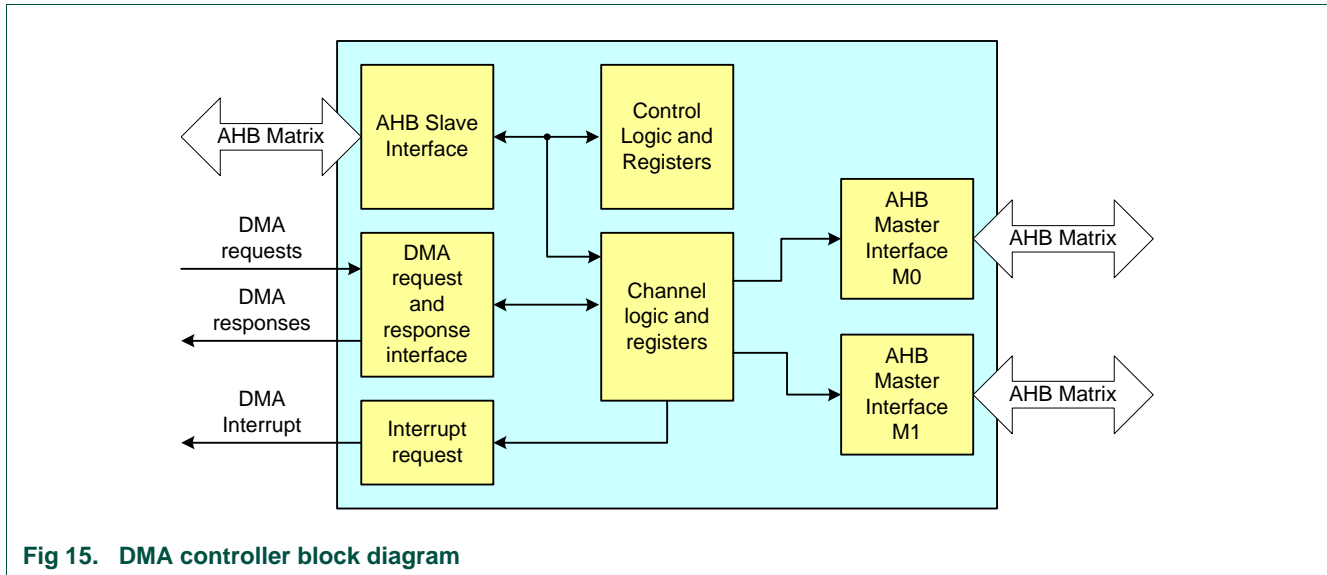 AHB Matrix
AHB Slave
Interface
Control
Logic and
Registers
DMA
requests
DMA
responses
DMA
request
and
response
interface
Channel
logic and
registers
AHB
Master
Interface
M0
AHB Matrix
AHB
Master
Interface
M1
AHB Matrix
DMA
Interrupt
Interrupt
request
Fig 15. DMA controller block diagram